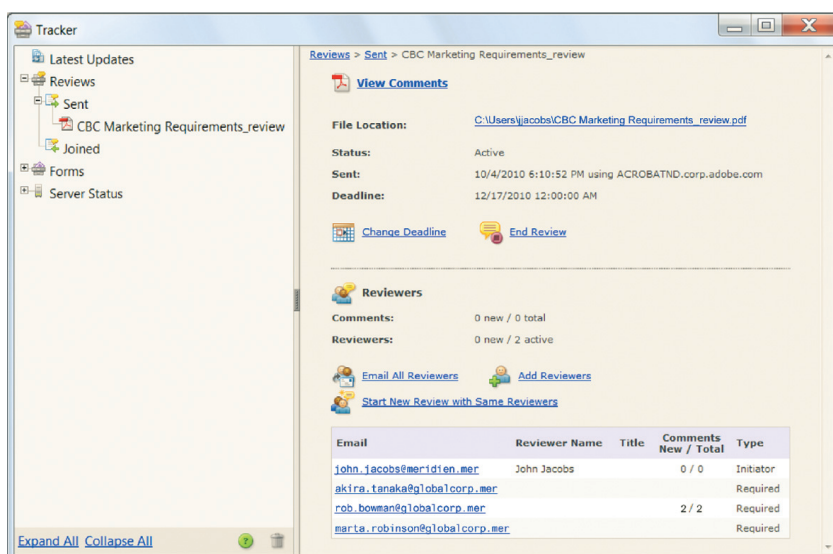 Tracker
Latest Updates
Reviews
Sent
CBC Marketing Requirements_review
Joined
Forms
Server Status
Expand All Collapse All
Reviews > Sent > CBC Marketing Requirements_review
View Comments
File Location: C:\Users\jjacobs\CBC Marketing Requirements_review.pdf
Status: Active
Sent: 10/4/2010 6:10:52 PM using ACROBATND.corp.adobe.com
Deadline: 12/17/2010 12:00:00 AM
Change Deadline End Review
Reviewers
Comments: 0 new / 0 total
Reviewers: 0 new / 2 active
Email All Reviewers Add Reviewers
Start New Review with Same Reviewers
Email Reviewer Name Title Comments New / Total Type
john.jacobs@meridien.mer John Jacobs 0 / 0 Initiator
akira.tanaka@globalcorp.mer Required
rob.bowman@globalcorp.mer 2 / 2 Required
marta.robinson@globalcorp.mer Required